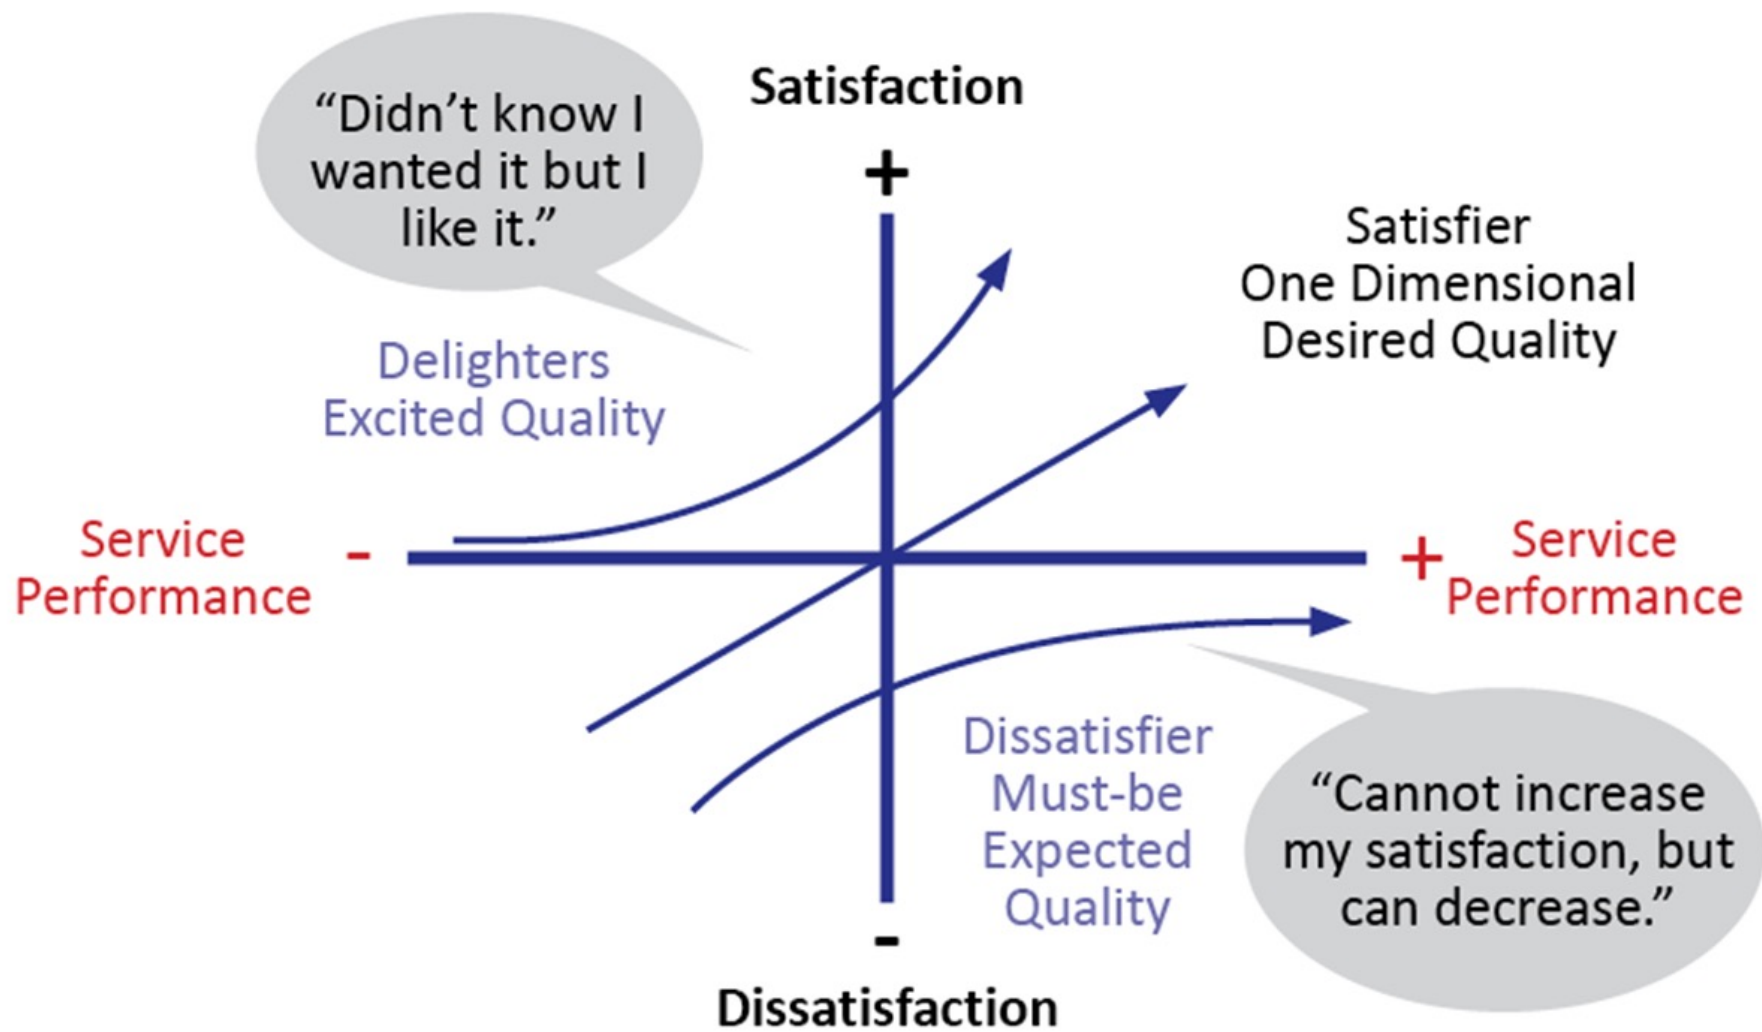 “Didn’t know I
wanted it but I
like it.”
Satisfaction
+
Satisfier
One Dimensional
Desired Quality
Delighters
Excited Quality
Service
Performance
-
+
Service
Performance
Dissatisfier
Must-be
Expected
Quality
“Cannot increase
my satisfaction, but
can decrease.”
-
Dissatisfaction